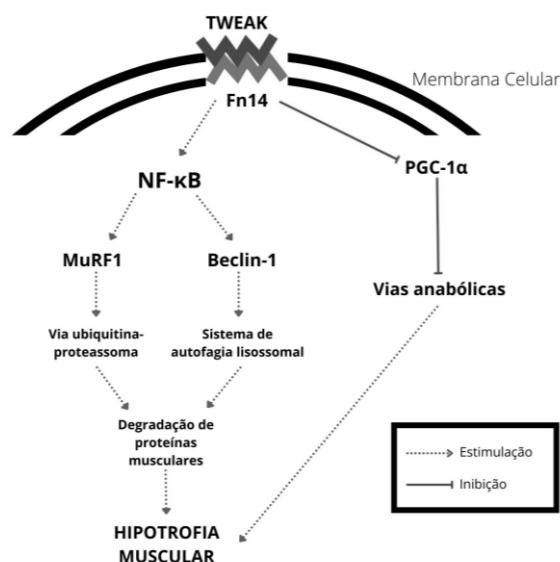 TWEAK
Membrana Celular
Fn14
PGC-1α
NF-κB
MuRF1
Beclin-1
Vias anabólicas
Via ubiquitina-
proteassoma
Sistema de
autofagia lisossomal
Degradação de
proteínas
musculares
Estimulação
Inibição
HIPOTROFIA
MUSCULAR